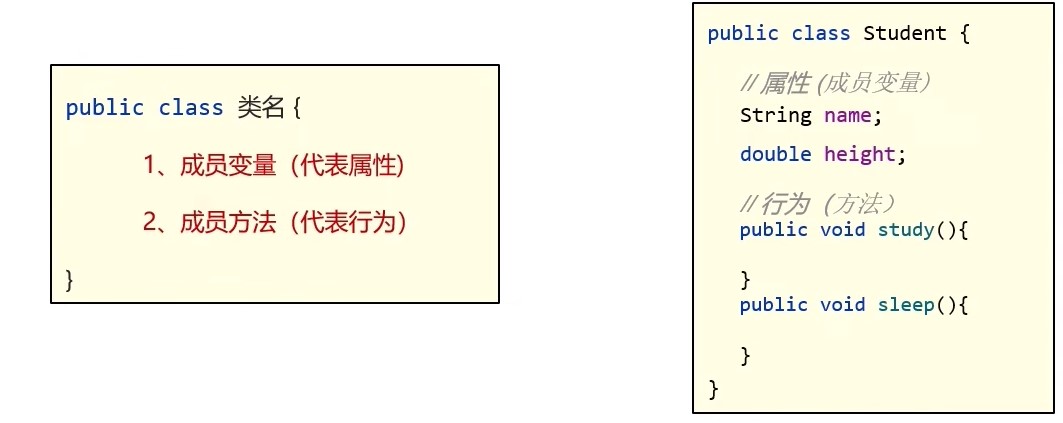 public class 类名 {
1、成员变量（代表属性)
2、成员方法（代表行为）
}
public class Student {
// 属性 (成员变量）
String name;
double height;
// 行为（方法）
public void study(){
}
public void sleep(){
}
}